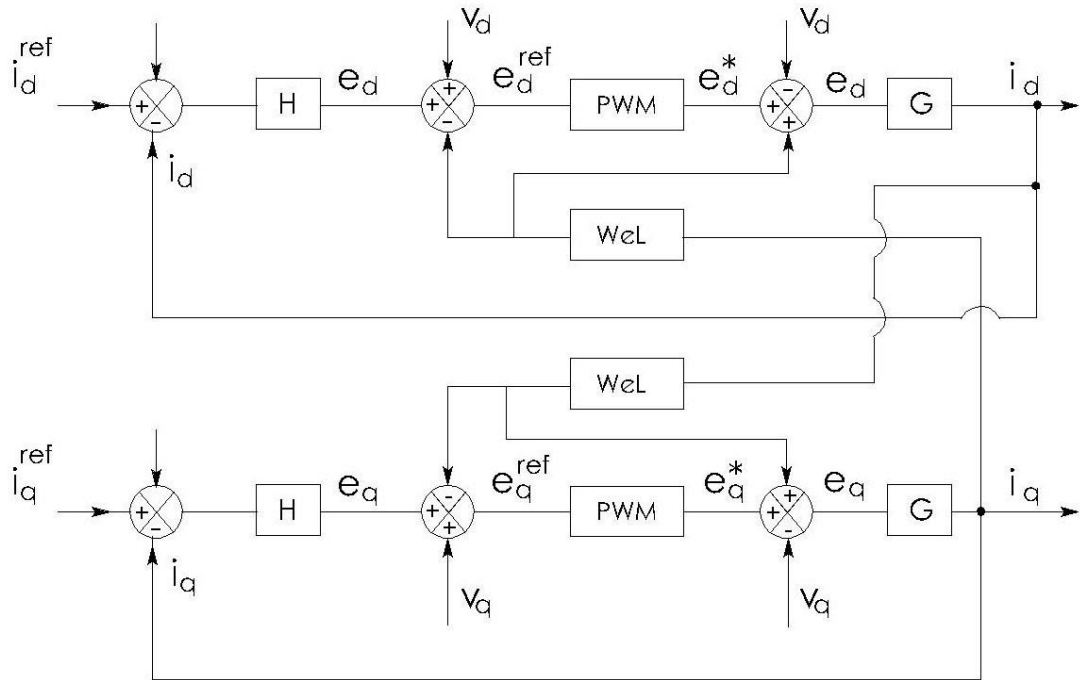 v_d v_d
i_d^ref + - H e_d + + - e_d^ref PWM e_d^* + - + e_d G i_d
i_d
WeL
WeL
i_q^ref + - H e_q + - + e_q^ref PWM e_q^* + + - e_q G i_q
i_q
v_q v_q